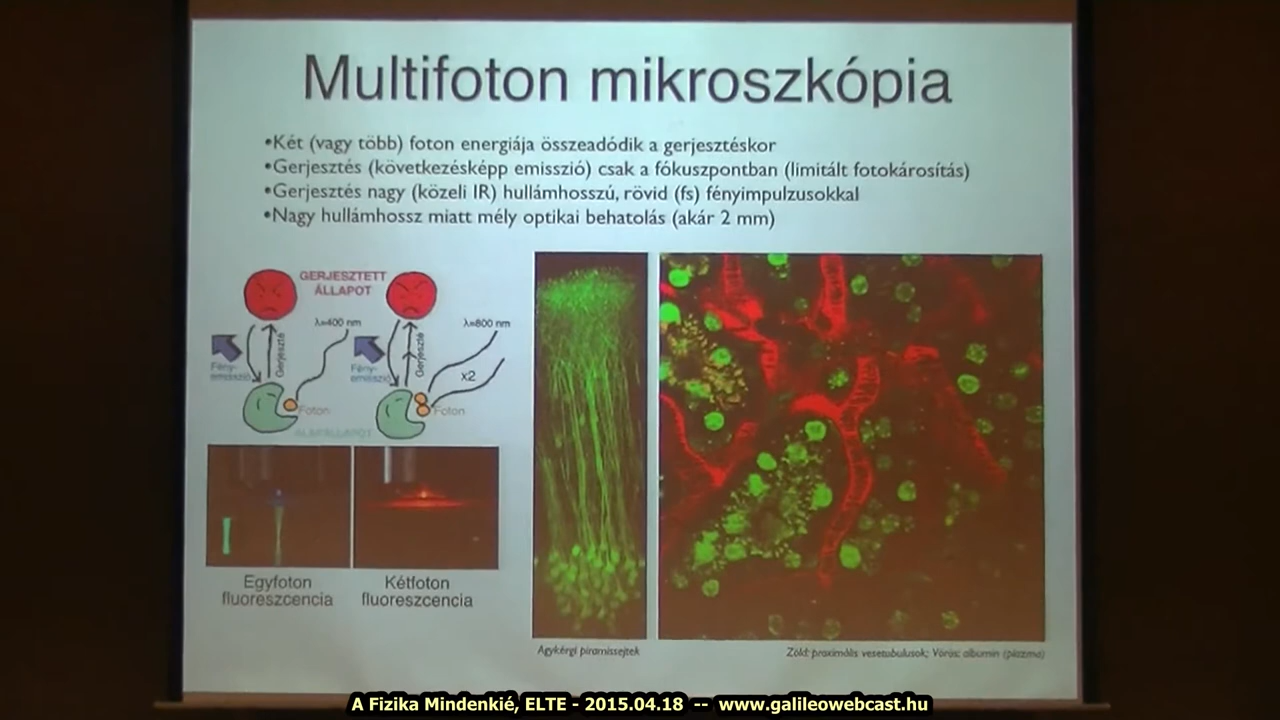 Multifoton mikroszkópia
•Két (vagy több) foton energiája összeadódik a gerjesztéskor
•Gerjesztés (következésképp emisszió) csak a fókuszpontban (limitált fotokárosítás)
•Gerjesztés nagy (közeli IR) hullámhosszú, rövid (fs) fényimpulzusokkal
•Nagy hullámhossz miatt mély optikai behatolás (akár 2 mm)
GERJESZTETT
ÁLLAPOT
λ=400 nm
λ=800 nm
Gerjesztés
Gerjesztés
Fény-
emisszió
Fény-
emisszió
x2
Foton
Foton
ALAPÁLLAPOT
Egyfoton
fluoreszcencia
Kétfoton
fluoreszcencia
Agykérgi piramissejtek
Zöld: proximális vesetubulusok; Vörös: albumin (plazma)
A Fizika Mindenkié, ELTE - 2015.04.18 -- www.galileowebcast.hu